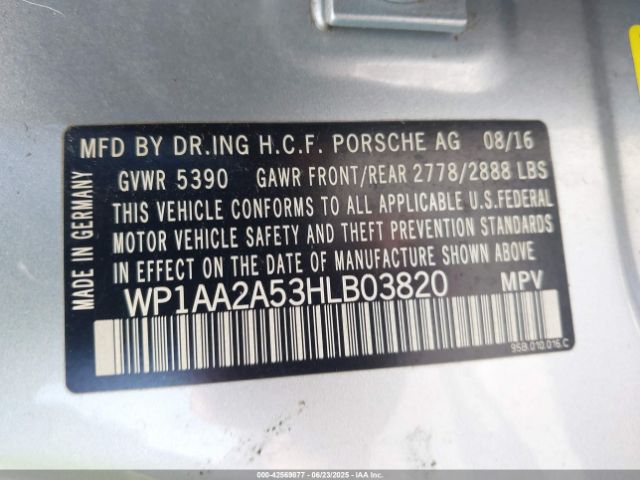 MFD BY DR.ING H.C.F. PORSCHE AG 08/16
GVWR 5390 GAWR FRONT/REAR 2778/2888 LBS
THIS VEHICLE CONFORMS TO ALL APPLICABLE U.S.FEDERAL
MOTOR VEHICLE SAFETY AND THEFT PREVENTION STANDARDS
IN EFFECT ON THE DATE OF MANUFACTURE SHOWN ABOVE
WP1AA2A53HLB03820 MPV
MADE IN GERMANY
95B.010.016.C
000-42569877 - 06/23/2025 - IAAI.COM